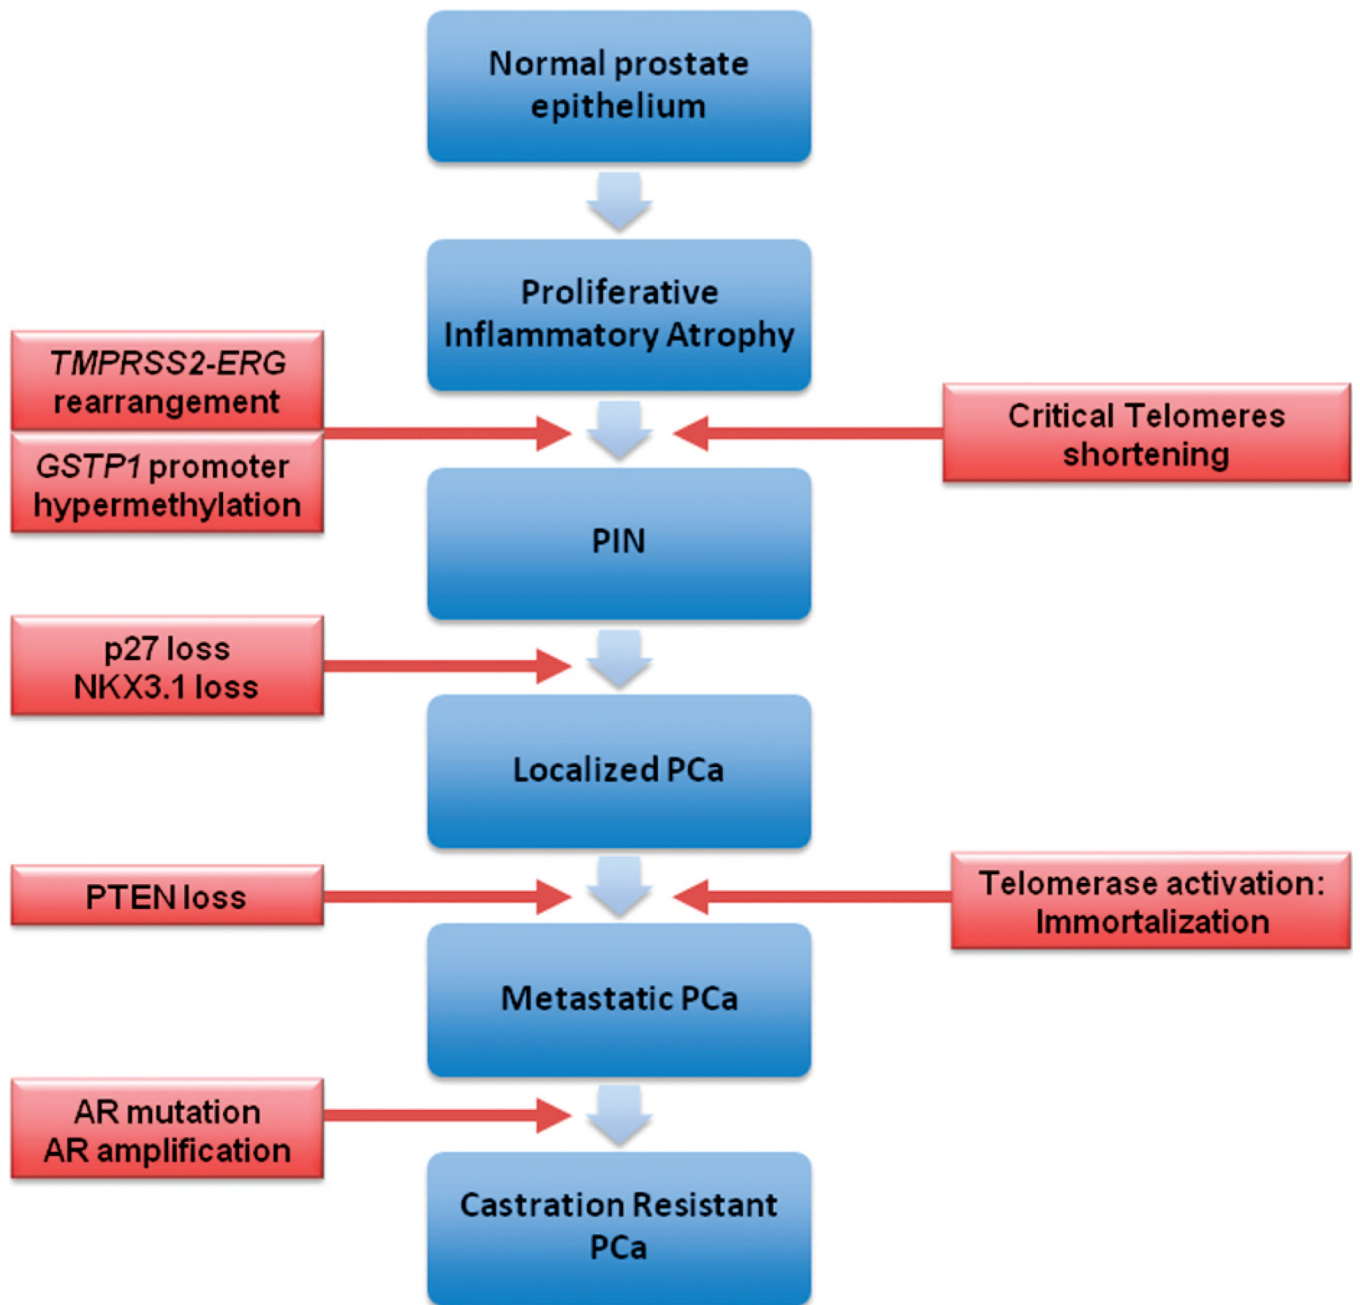 Normal prostate
epithelium
Proliferative
Inflammatory Atrophy
TMPRSS2-ERG
rearrangement
GSTP1 promoter
hypermethylation
Critical Telomeres
shortening
PIN
p27 loss
NKX3.1 loss
Localized PCa
PTEN loss
Telomerase activation:
Immortalization
Metastatic PCa
AR mutation
AR amplification
Castration Resistant
PCa